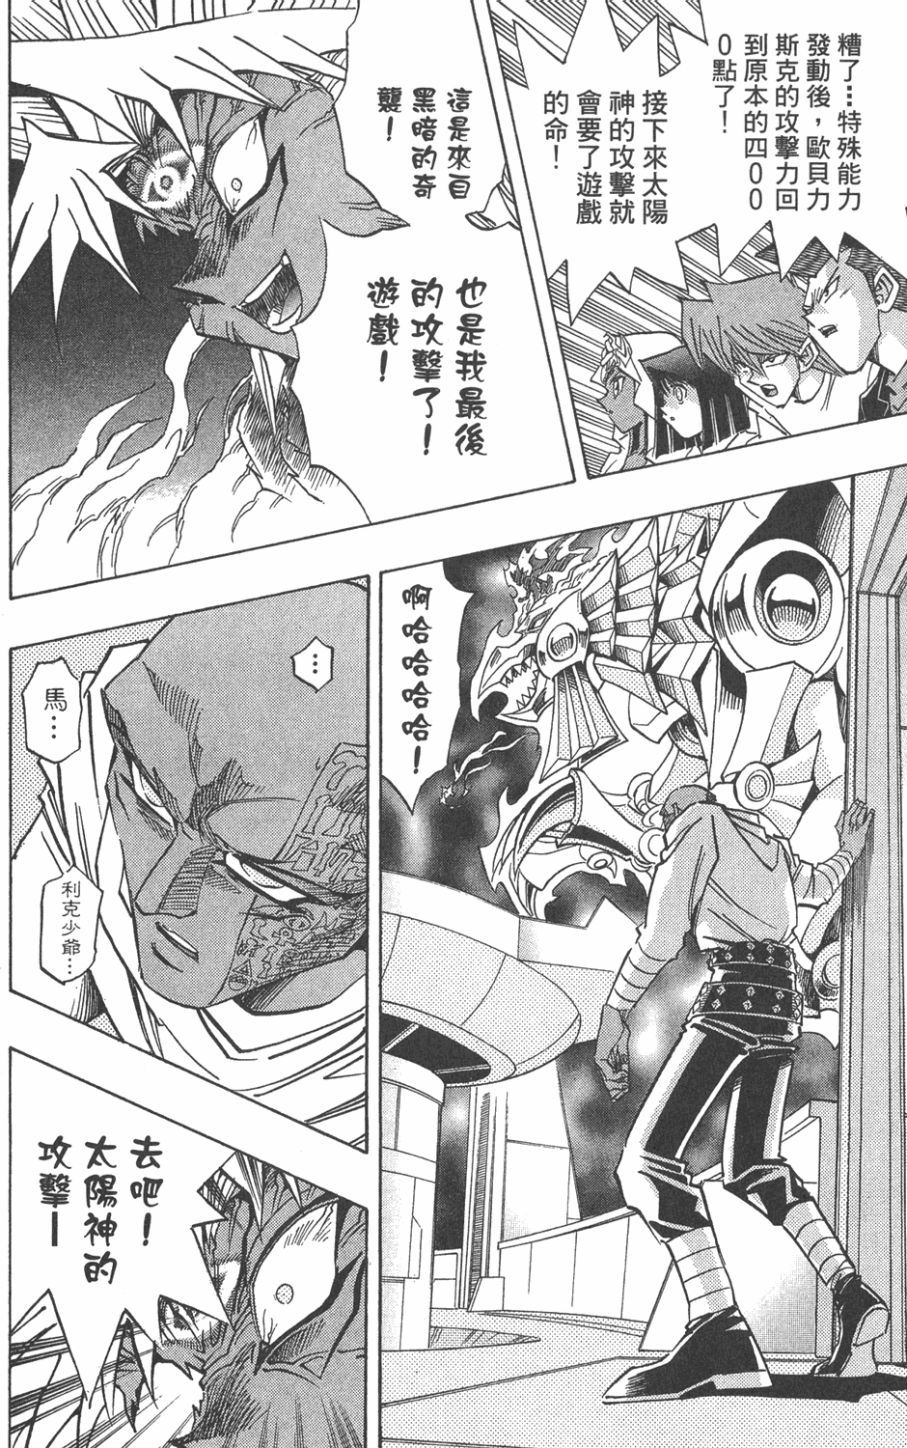 糟了…特殊能力
發動後，歐貝力
斯克的攻擊力回
到原本的四００
０點了！
接下來太陽
神的攻擊就
會要了遊戲
的命！
這是來自
黑暗的奇
襲！
也是我最後
的攻擊了！
遊戲！
啊哈哈哈哈！
…
馬…
利克少爺…
去吧！
太陽神的
攻擊ー